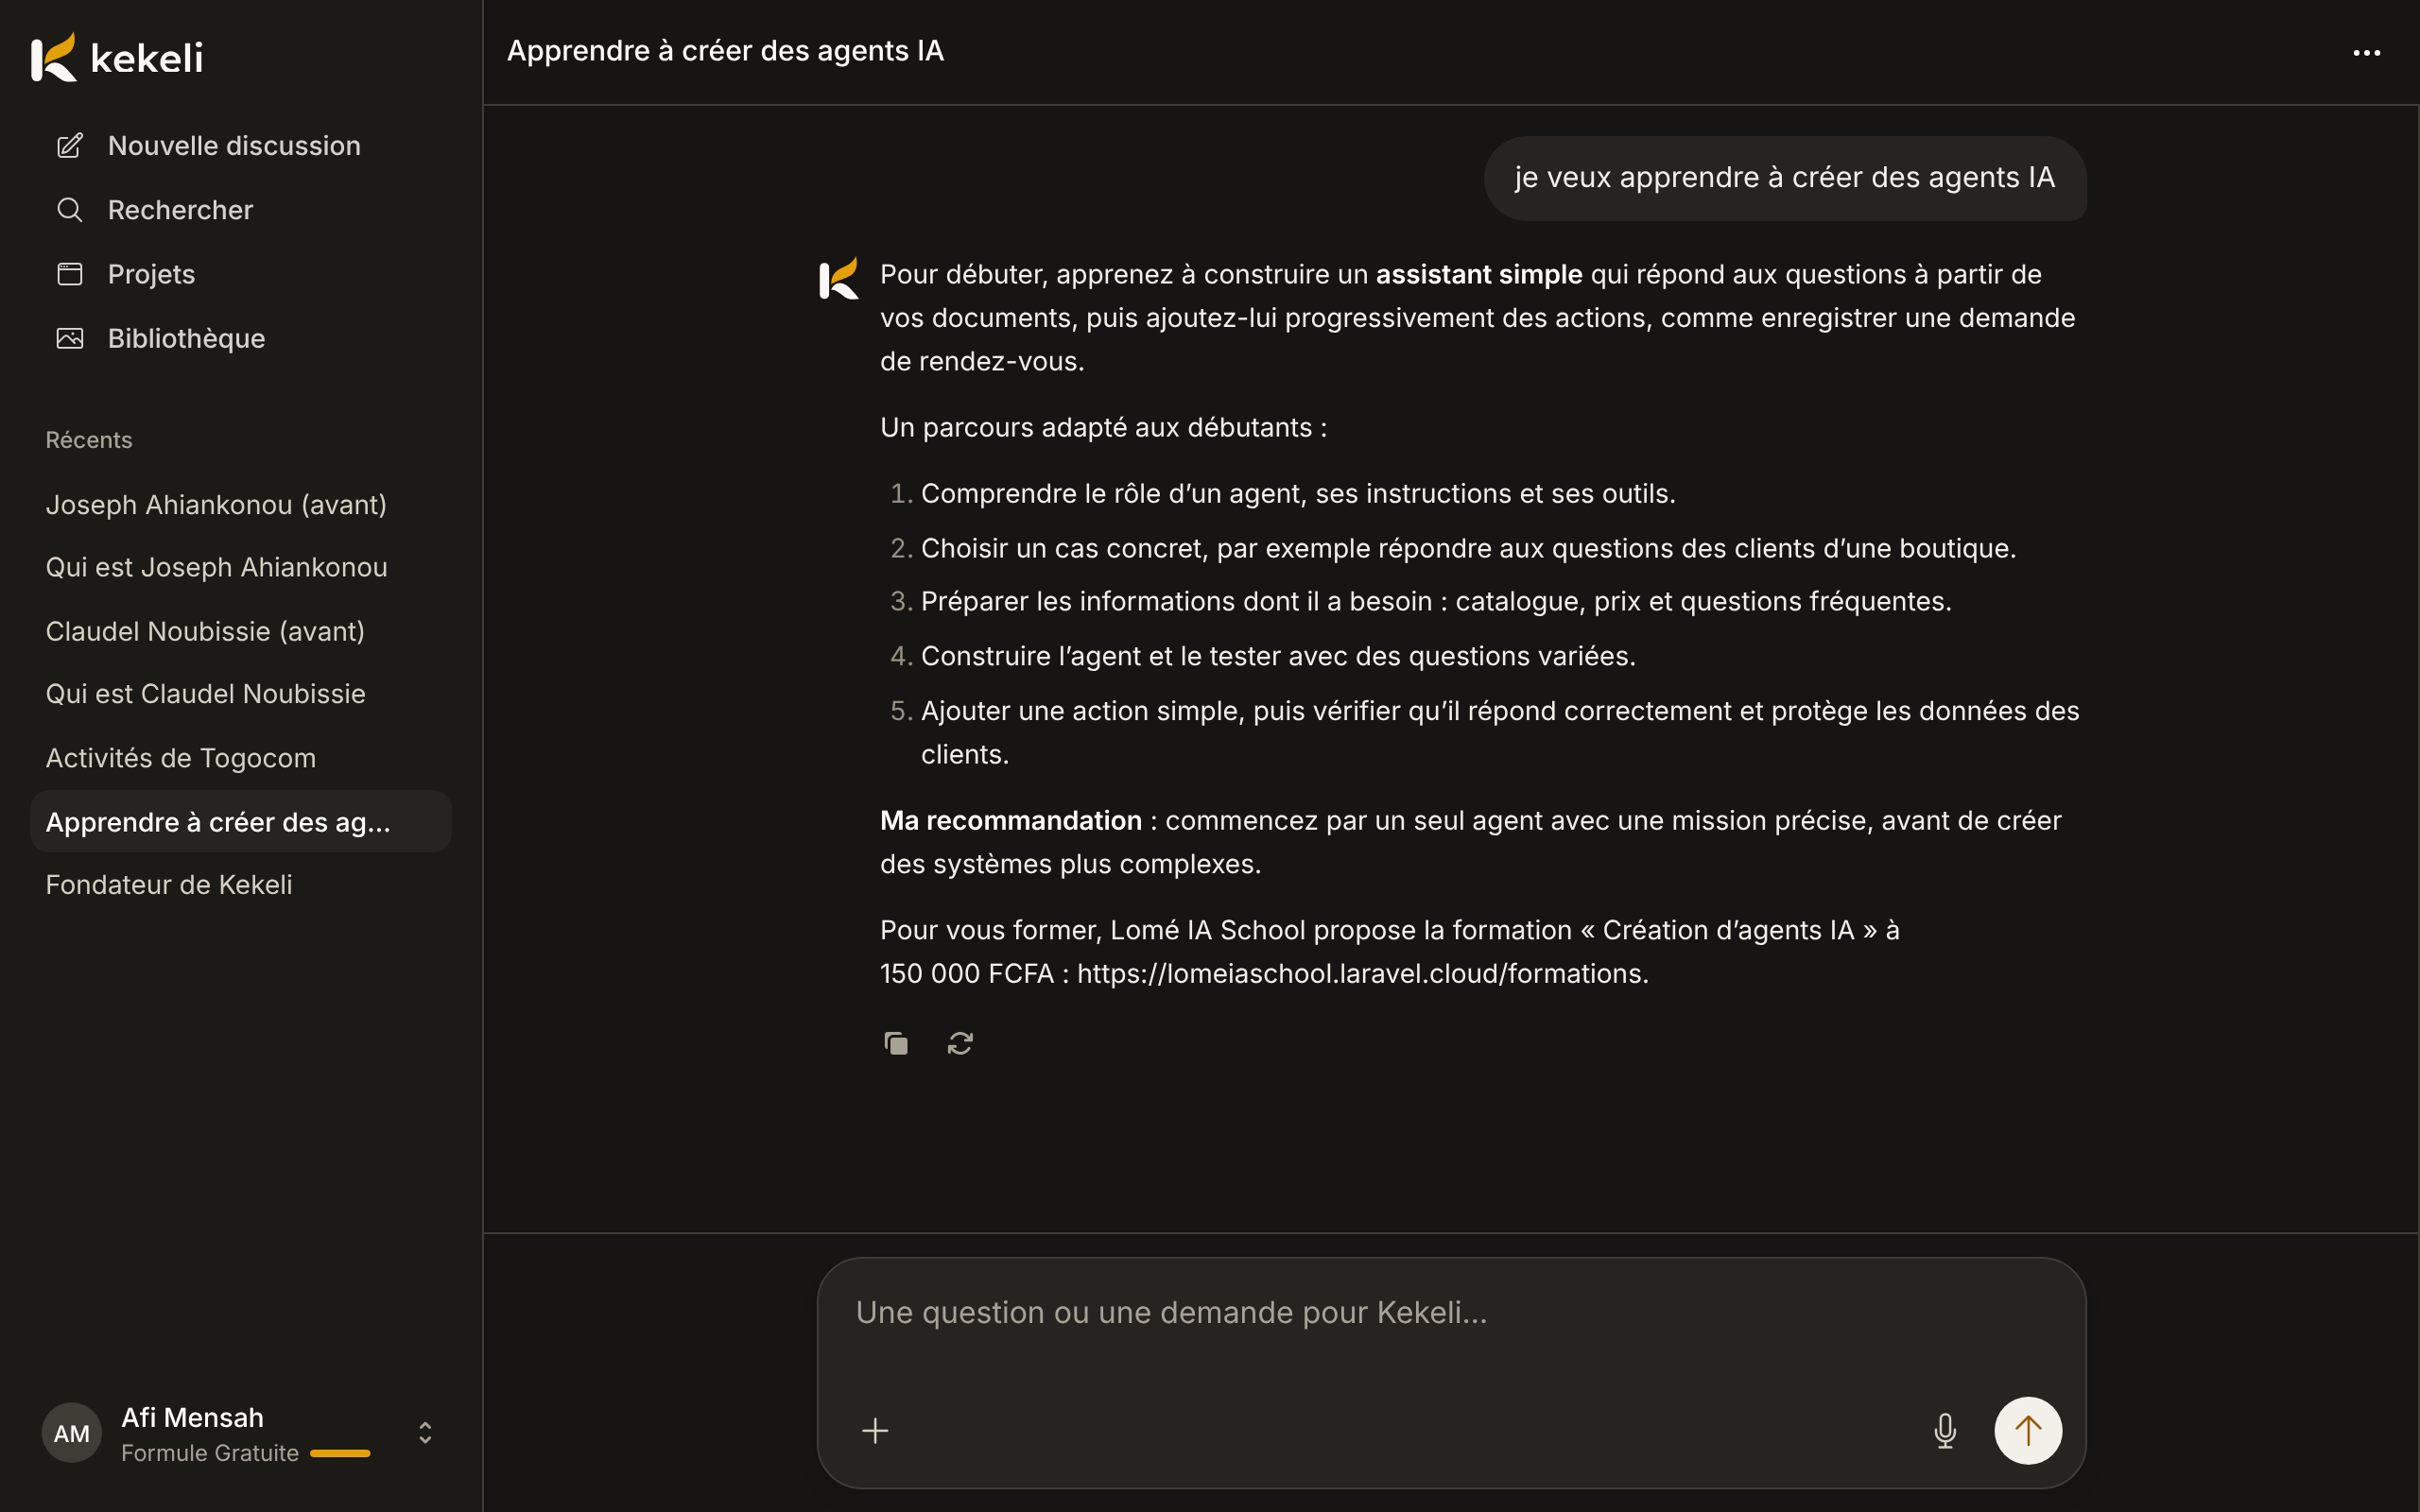 kekeli
Nouvelle discussion
Rechercher
Projets
Bibliothèque
Récents
Joseph Ahiankonou (avant)
Qui est Joseph Ahiankonou
Claudel Noubissie (avant)
Qui est Claudel Noubissie
Activités de Togocom
Apprendre à créer des ag...
Fondateur de Kekeli
AM
Afi Mensah
Formule Gratuite
Apprendre à créer des agents IA
je veux apprendre à créer des agents IA
Pour débuter, apprenez à construire un assistant simple qui répond aux questions à partir de
vos documents, puis ajoutez-lui progressivement des actions, comme enregistrer une demande
de rendez-vous.
Un parcours adapté aux débutants :
1. Comprendre le rôle d’un agent, ses instructions et ses outils.
2. Choisir un cas concret, par exemple répondre aux questions des clients d’une boutique.
3. Préparer les informations dont il a besoin : catalogue, prix et questions fréquentes.
4. Construire l’agent et le tester avec des questions variées.
5. Ajouter une action simple, puis vérifier qu’il répond correctement et protège les données des
clients.
Ma recommandation : commencez par un seul agent avec une mission précise, avant de créer
des systèmes plus complexes.
Pour vous former, Lomé IA School propose la formation « Création d’agents IA » à
150 000 FCFA : https://lomeiaschool.laravel.cloud/formations.
Une question ou une demande pour Kekeli...